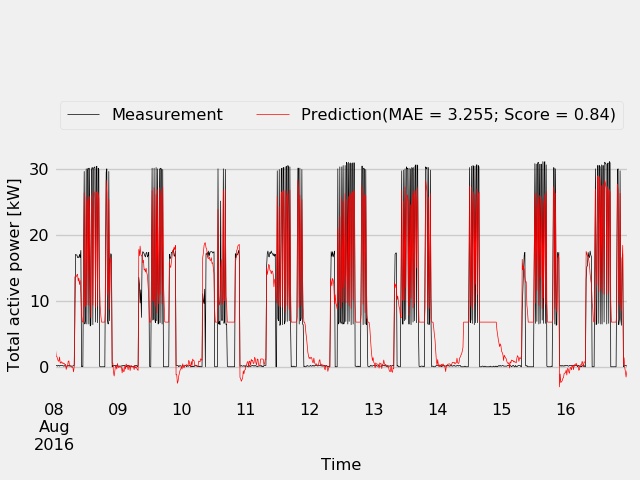 Measurement
Prediction(MAE = 3.255; Score = 0.84)
Total active power [kW]
30
20
10
0
08 09 10 11 12 13 14 15 16
Aug
2016
Time